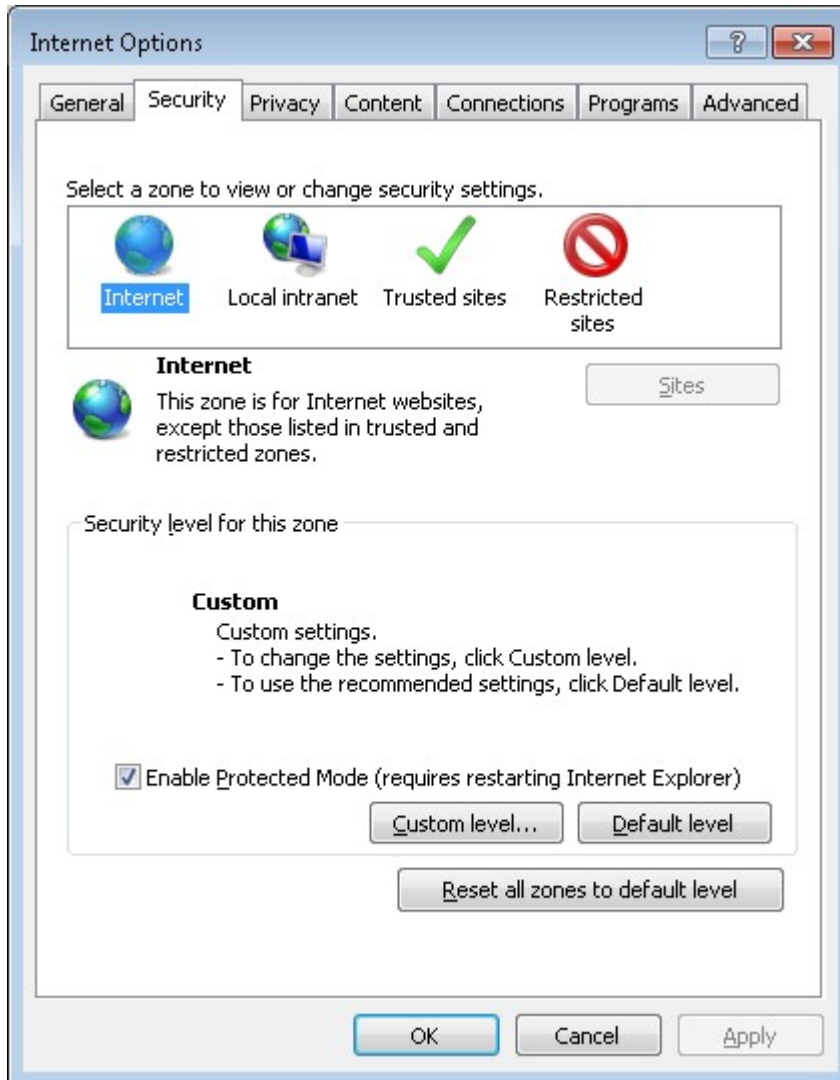 Internet Options
General Security Privacy Content Connections Programs Advanced
Select a zone to view or change security settings.
Internet Local intranet Trusted sites Restricted
sites
Internet
Sites
This zone is for Internet websites,
except those listed in trusted and
restricted zones.
Security level for this zone
Custom
Custom settings.
- To change the settings, click Custom level.
- To use the recommended settings, click Default level.
Enable Protected Mode (requires restarting Internet Explorer)
Custom level... Default level
Reset all zones to default level
OK Cancel Apply